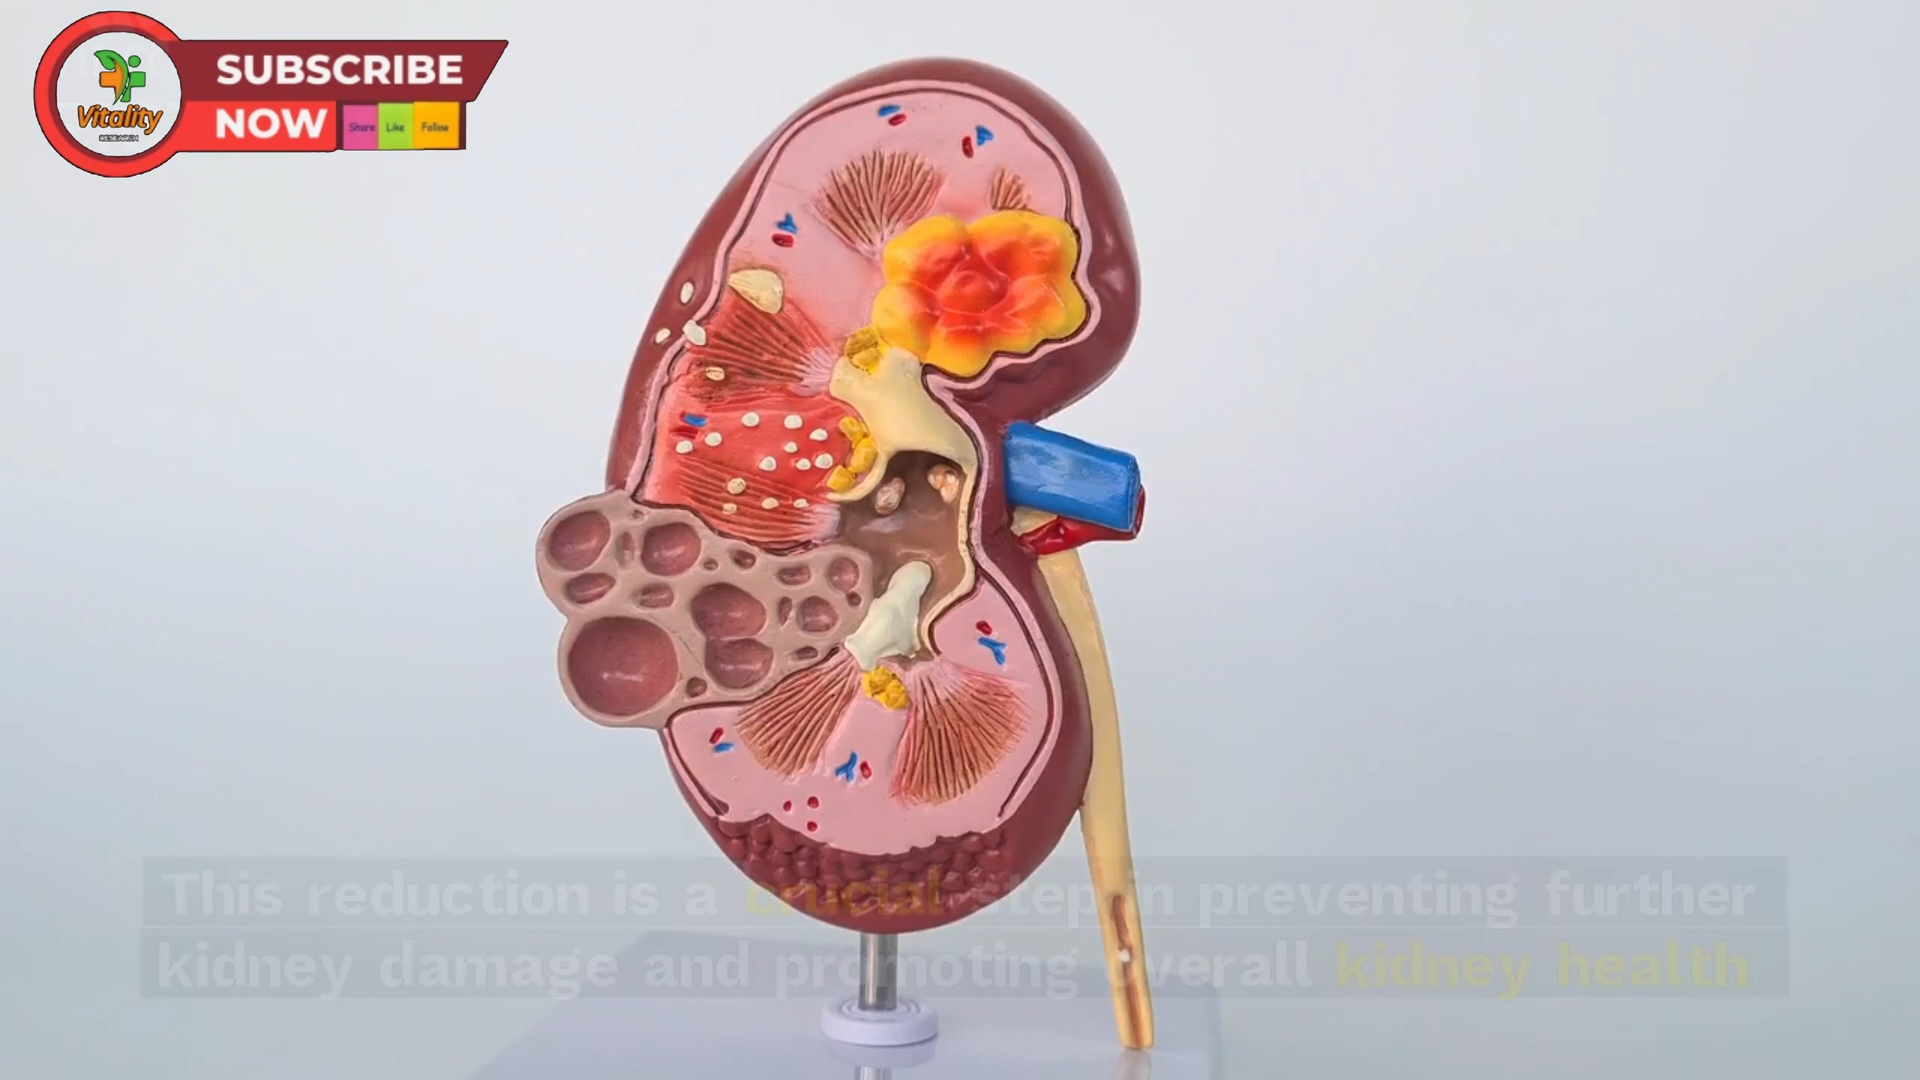 SUBSCRIBE
NOW
Share Like Follow
Vitality
RESEARCH
This reduction is a crucial step in preventing further
kidney damage and promoting overall kidney health